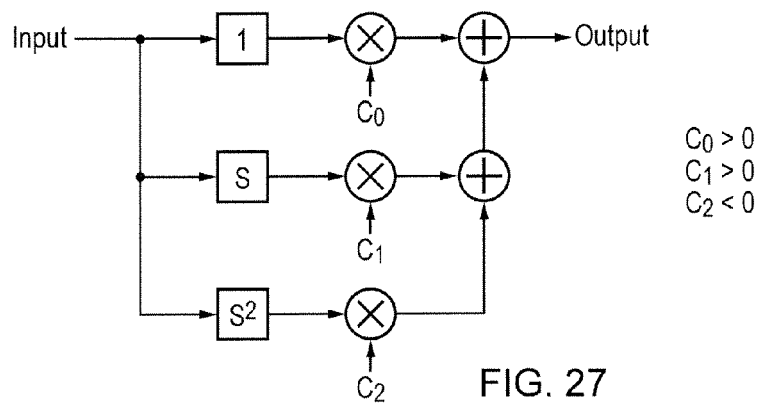 Input
1
Output
C0
C0 > 0
C1 > 0
C2 < 0
S
C1
S²
C2
FIG. 27